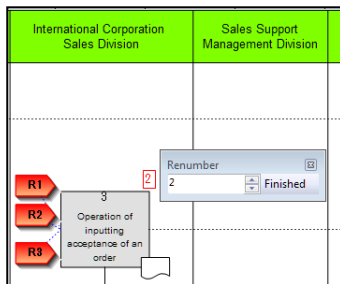 International Corporation
Sales Division
Sales Support
Management Division
2
Renumber
2
Finished
R1
R2
R3
3
Operation of
inputting
acceptance of an
order